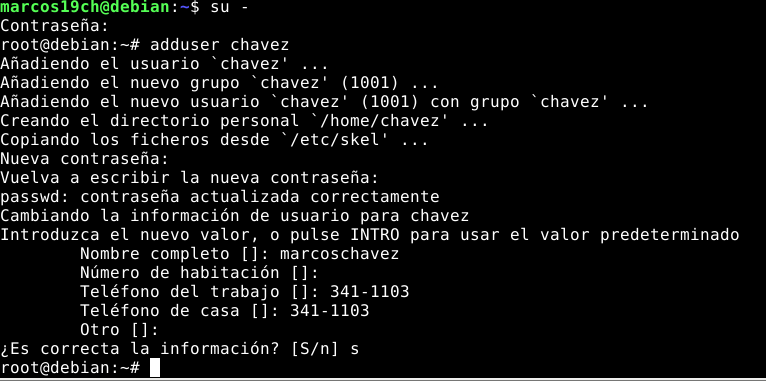 marcos19ch@debian:~$ su -
Contraseña:
root@debian:~# adduser chavez
Añadiendo el usuario `chavez' ...
Añadiendo el nuevo grupo `chavez' (1001) ...
Añadiendo el nuevo usuario `chavez' (1001) con grupo `chavez' ...
Creando el directorio personal `/home/chavez' ...
Copiando los ficheros desde `/etc/skel' ...
Nueva contraseña:
Vuelva a escribir la nueva contraseña:
passwd: contraseña actualizada correctamente
Cambiando la información de usuario para chavez
Introduzca el nuevo valor, o pulse INTRO para usar el valor predeterminado
        Nombre completo []: marcoschavez
        Número de habitación []:
        Teléfono del trabajo []: 341-1103
        Teléfono de casa []: 341-1103
        Otro []:
¿Es correcta la información? [S/n] s
root@debian:~#